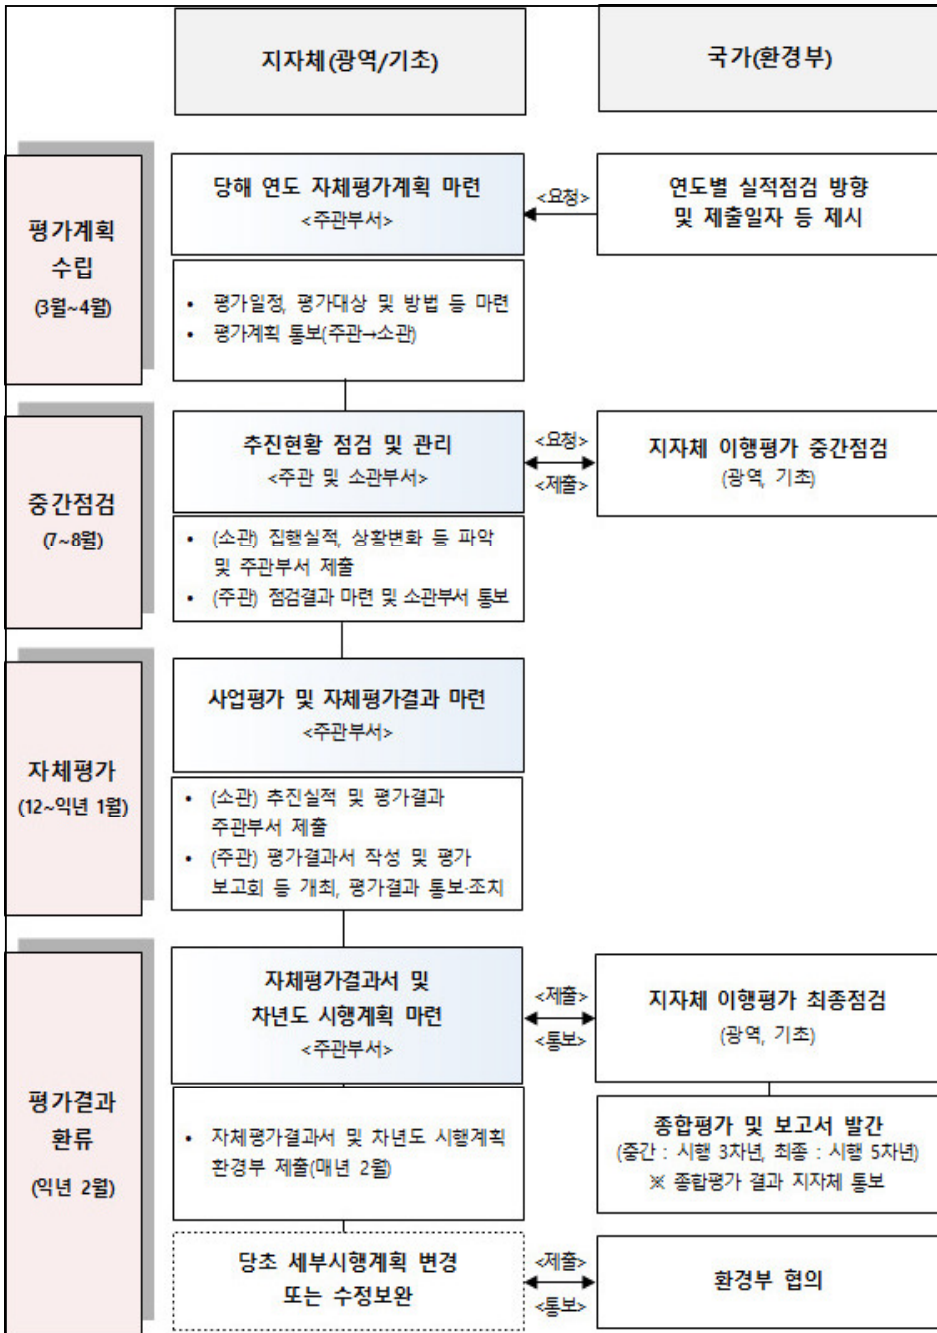 지자체(광역/기초)
국가(환경부)
평가계획
수립
(3월~4월)
당해 연도 자체평가계획 마련
<주관부서>
<요청>
연도별 실적점검 방향
및 제출일자 등 제시
• 평가일정, 평가대상 및 방법 등 마련
• 평가계획 통보(주관→소관)
중간점검
(7~8월)
추진현황 점검 및 관리
<주관 및 소관부서>
<요청>
<제출>
지자체 이행평가 중간점검
(광역, 기초)
• (소관) 집행실적, 상황변화 등 파악
및 주관부서 제출
• (주관) 점검결과 마련 및 소관부서 통보
자체평가
(12~익년 1월)
사업평가 및 자체평가결과 마련
<주관부서>
• (소관) 추진실적 및 평가결과
주관부서 제출
• (주관) 평가결과서 작성 및 평가
보고회 등 개최, 평가결과 통보·조치
평가결과
환류
(익년 2월)
자체평가결과서 및
차년도 시행계획 마련
<주관부서>
<제출>
<통보>
지자체 이행평가 최종점검
(광역, 기초)
• 자체평가결과서 및 차년도 시행계획
환경부 제출(매년 2월)
종합평가 및 보고서 발간
(중간 : 시행 3차년, 최종 : 시행 5차년)
※ 종합평가 결과 지자체 통보
당초 세부시행계획 변경
또는 수정보완
<제출>
<통보>
환경부 협의